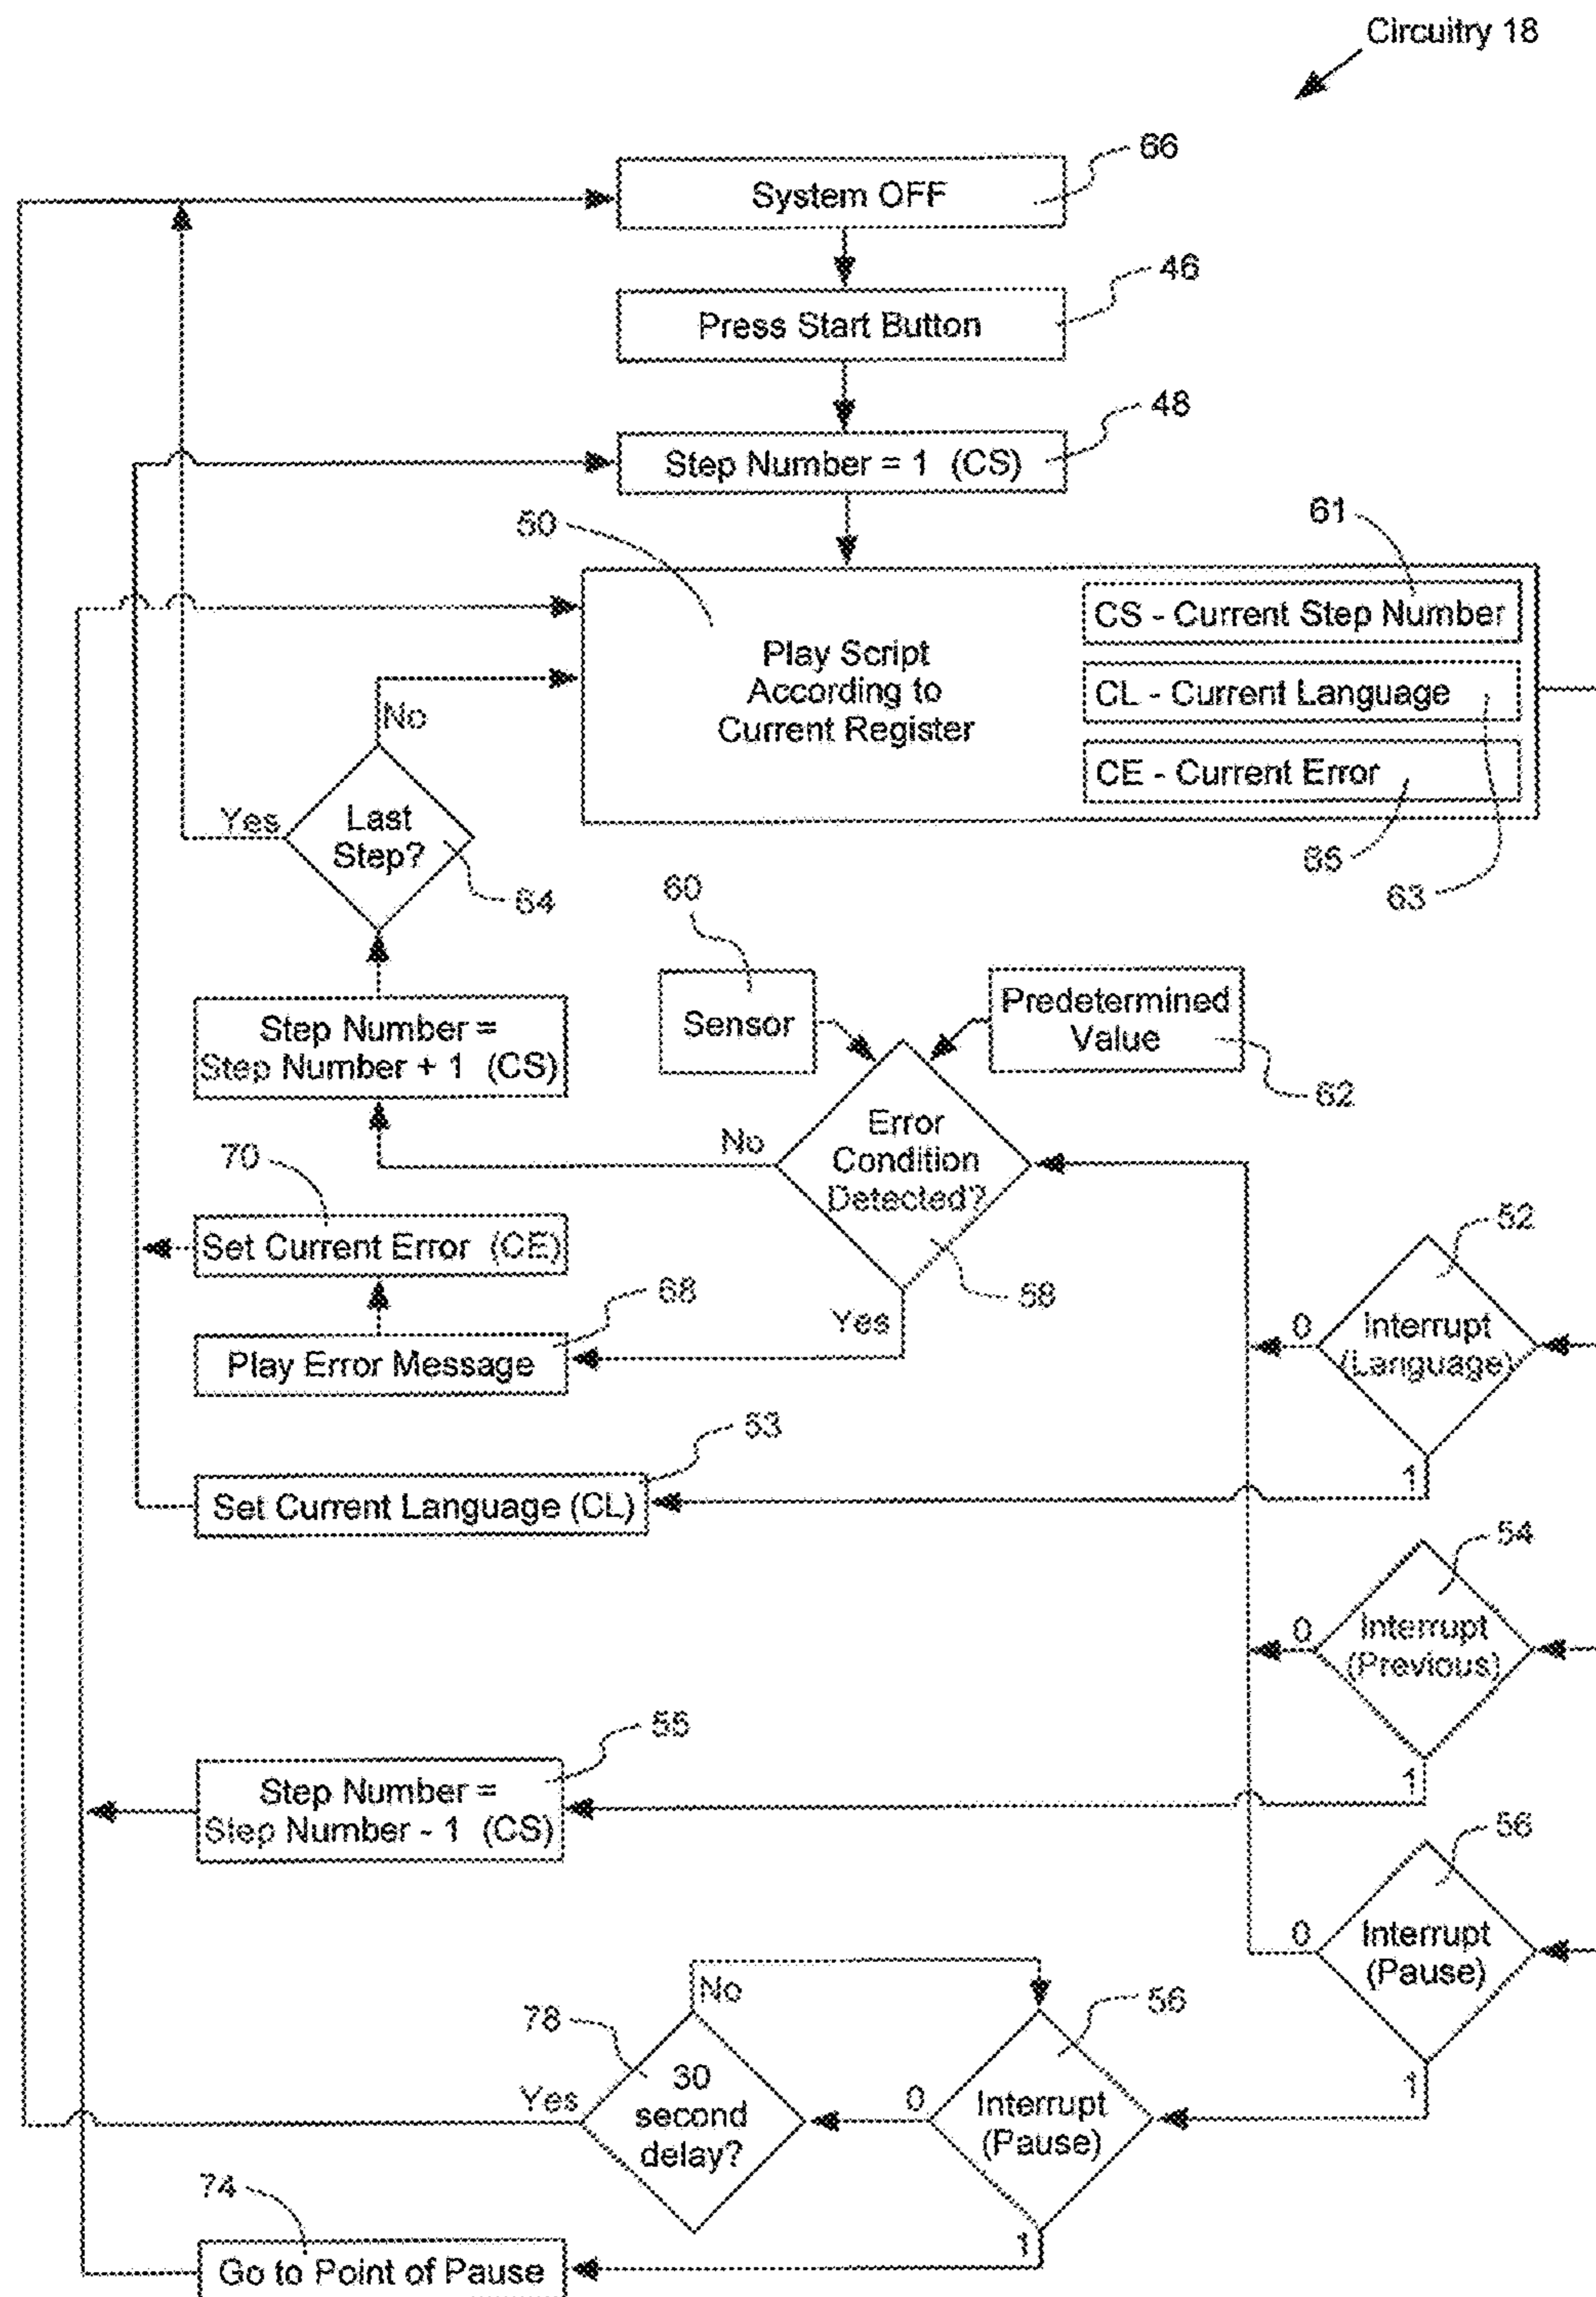 Circuitry 18
System OFF
66
Press Start Button
46
Step Number = 1 (CS)
48
50
61
Play Script
According to
Current Register
CS - Current Step Number
CL - Current Language
CE - Current Error
65
63
No
Yes
Last
Step?
64
60
Sensor
Predetermined
Value
62
Step Number =
Step Number + 1 (CS)
Error
Condition
Detected?
No
58
Yes
70
Set Current Error (CE)
68
Play Error Message
52
0
Interrupt
(Language)
1
53
Set Current Language (CL)
54
0
Interrupt
(Previous)
1
55
Step Number =
Step Number - 1 (CS)
56
0
Interrupt
(Pause)
1
No
78
30
second
delay?
Yes
56
0
Interrupt
(Pause)
1
74
Go to Point of Pause